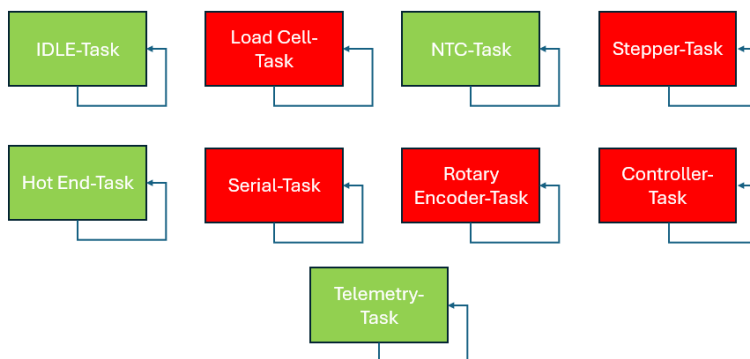 IDLE-Task
Load Cell-
Task
NTC-Task
Stepper-Task
Hot End-Task
Serial-Task
Rotary
Encoder-Task
Controller-
Task
Telemetry-
Task